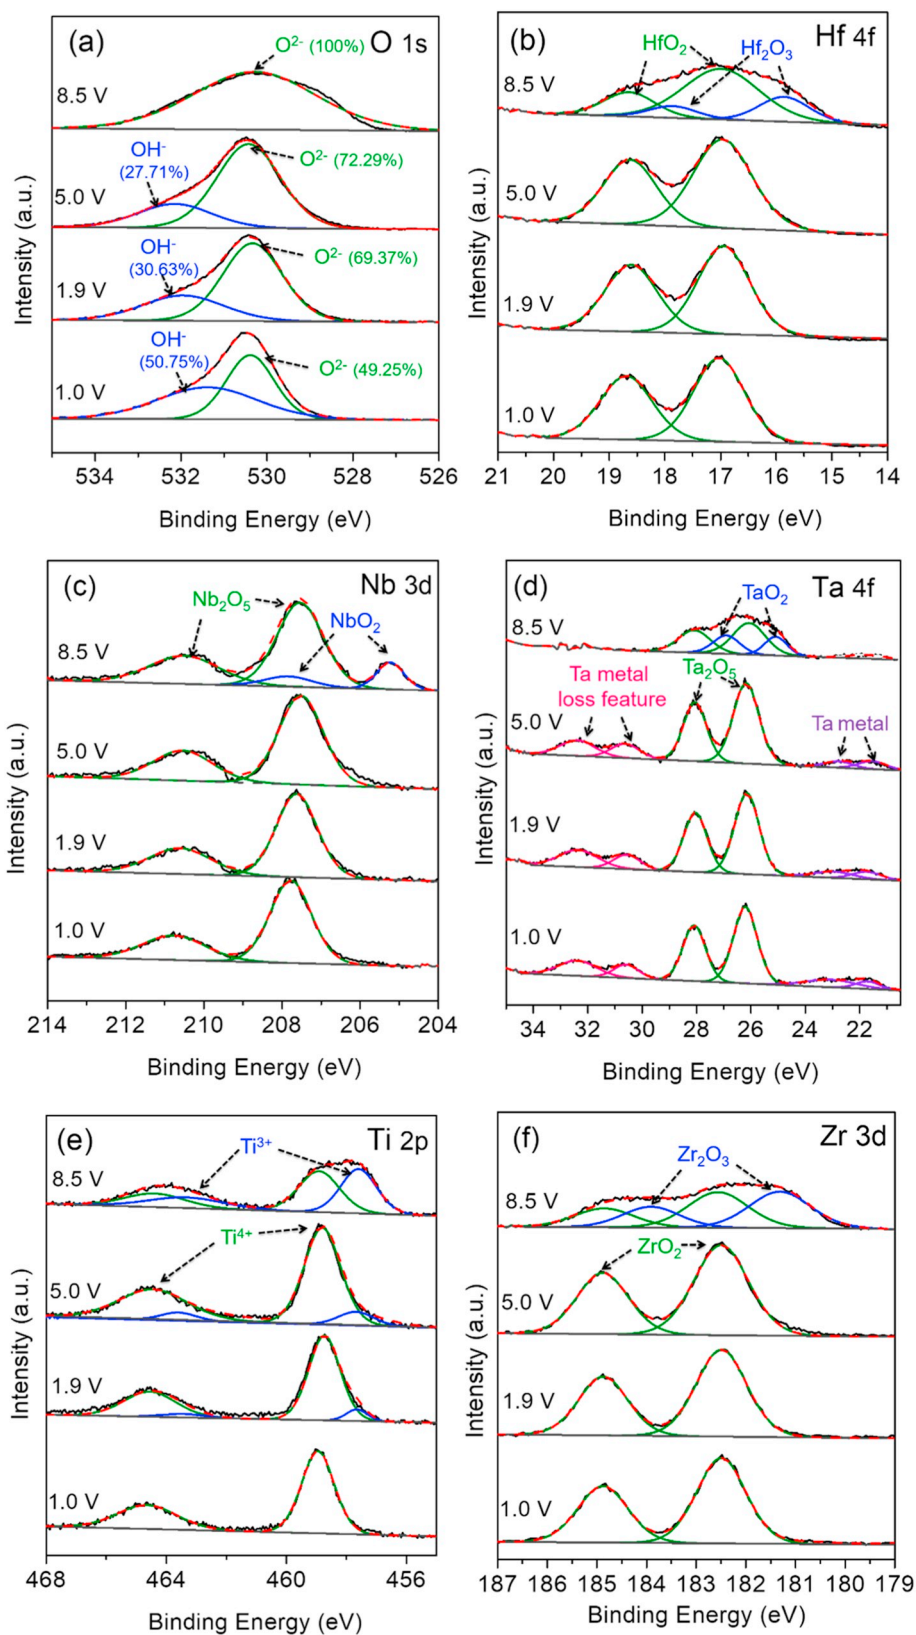 (a)
O 1s
O²⁻ (100%)
8.5 V
OH⁻
(27.71%)
O²⁻ (72.29%)
5.0 V
OH⁻
(30.63%)
O²⁻ (69.37%)
1.9 V
OH⁻
(50.75%)
O²⁻ (49.25%)
1.0 V
Intensity (a.u.)
534 532 530 528 526
Binding Energy (eV)
(b)
Hf 4f
HfO₂
Hf₂O₃
8.5 V
5.0 V
1.9 V
1.0 V
Intensity (a.u.)
21 20 19 18 17 16 15 14
Binding Energy (eV)
(c)
Nb 3d
Nb₂O₅
NbO₂
8.5 V
5.0 V
1.9 V
1.0 V
Intensity (a.u.)
214 212 210 208 206 204
Binding Energy (eV)
(d)
Ta 4f
TaO₂
8.5 V
Ta metal
loss feature
Ta₂O₅
Ta metal
5.0 V
1.9 V
1.0 V
Intensity (a.u.)
34 32 30 28 26 24 22
Binding Energy (eV)
(e)
Ti 2p
Ti³⁺
8.5 V
Ti⁴⁺
5.0 V
1.9 V
1.0 V
Intensity (a.u.)
468 464 460 456
Binding Energy (eV)
(f)
Zr 3d
Zr₂O₃
8.5 V
ZrO₂
5.0 V
1.9 V
1.0 V
Intensity (a.u.)
187 186 185 184 183 182 181 180 179
Binding Energy (eV)